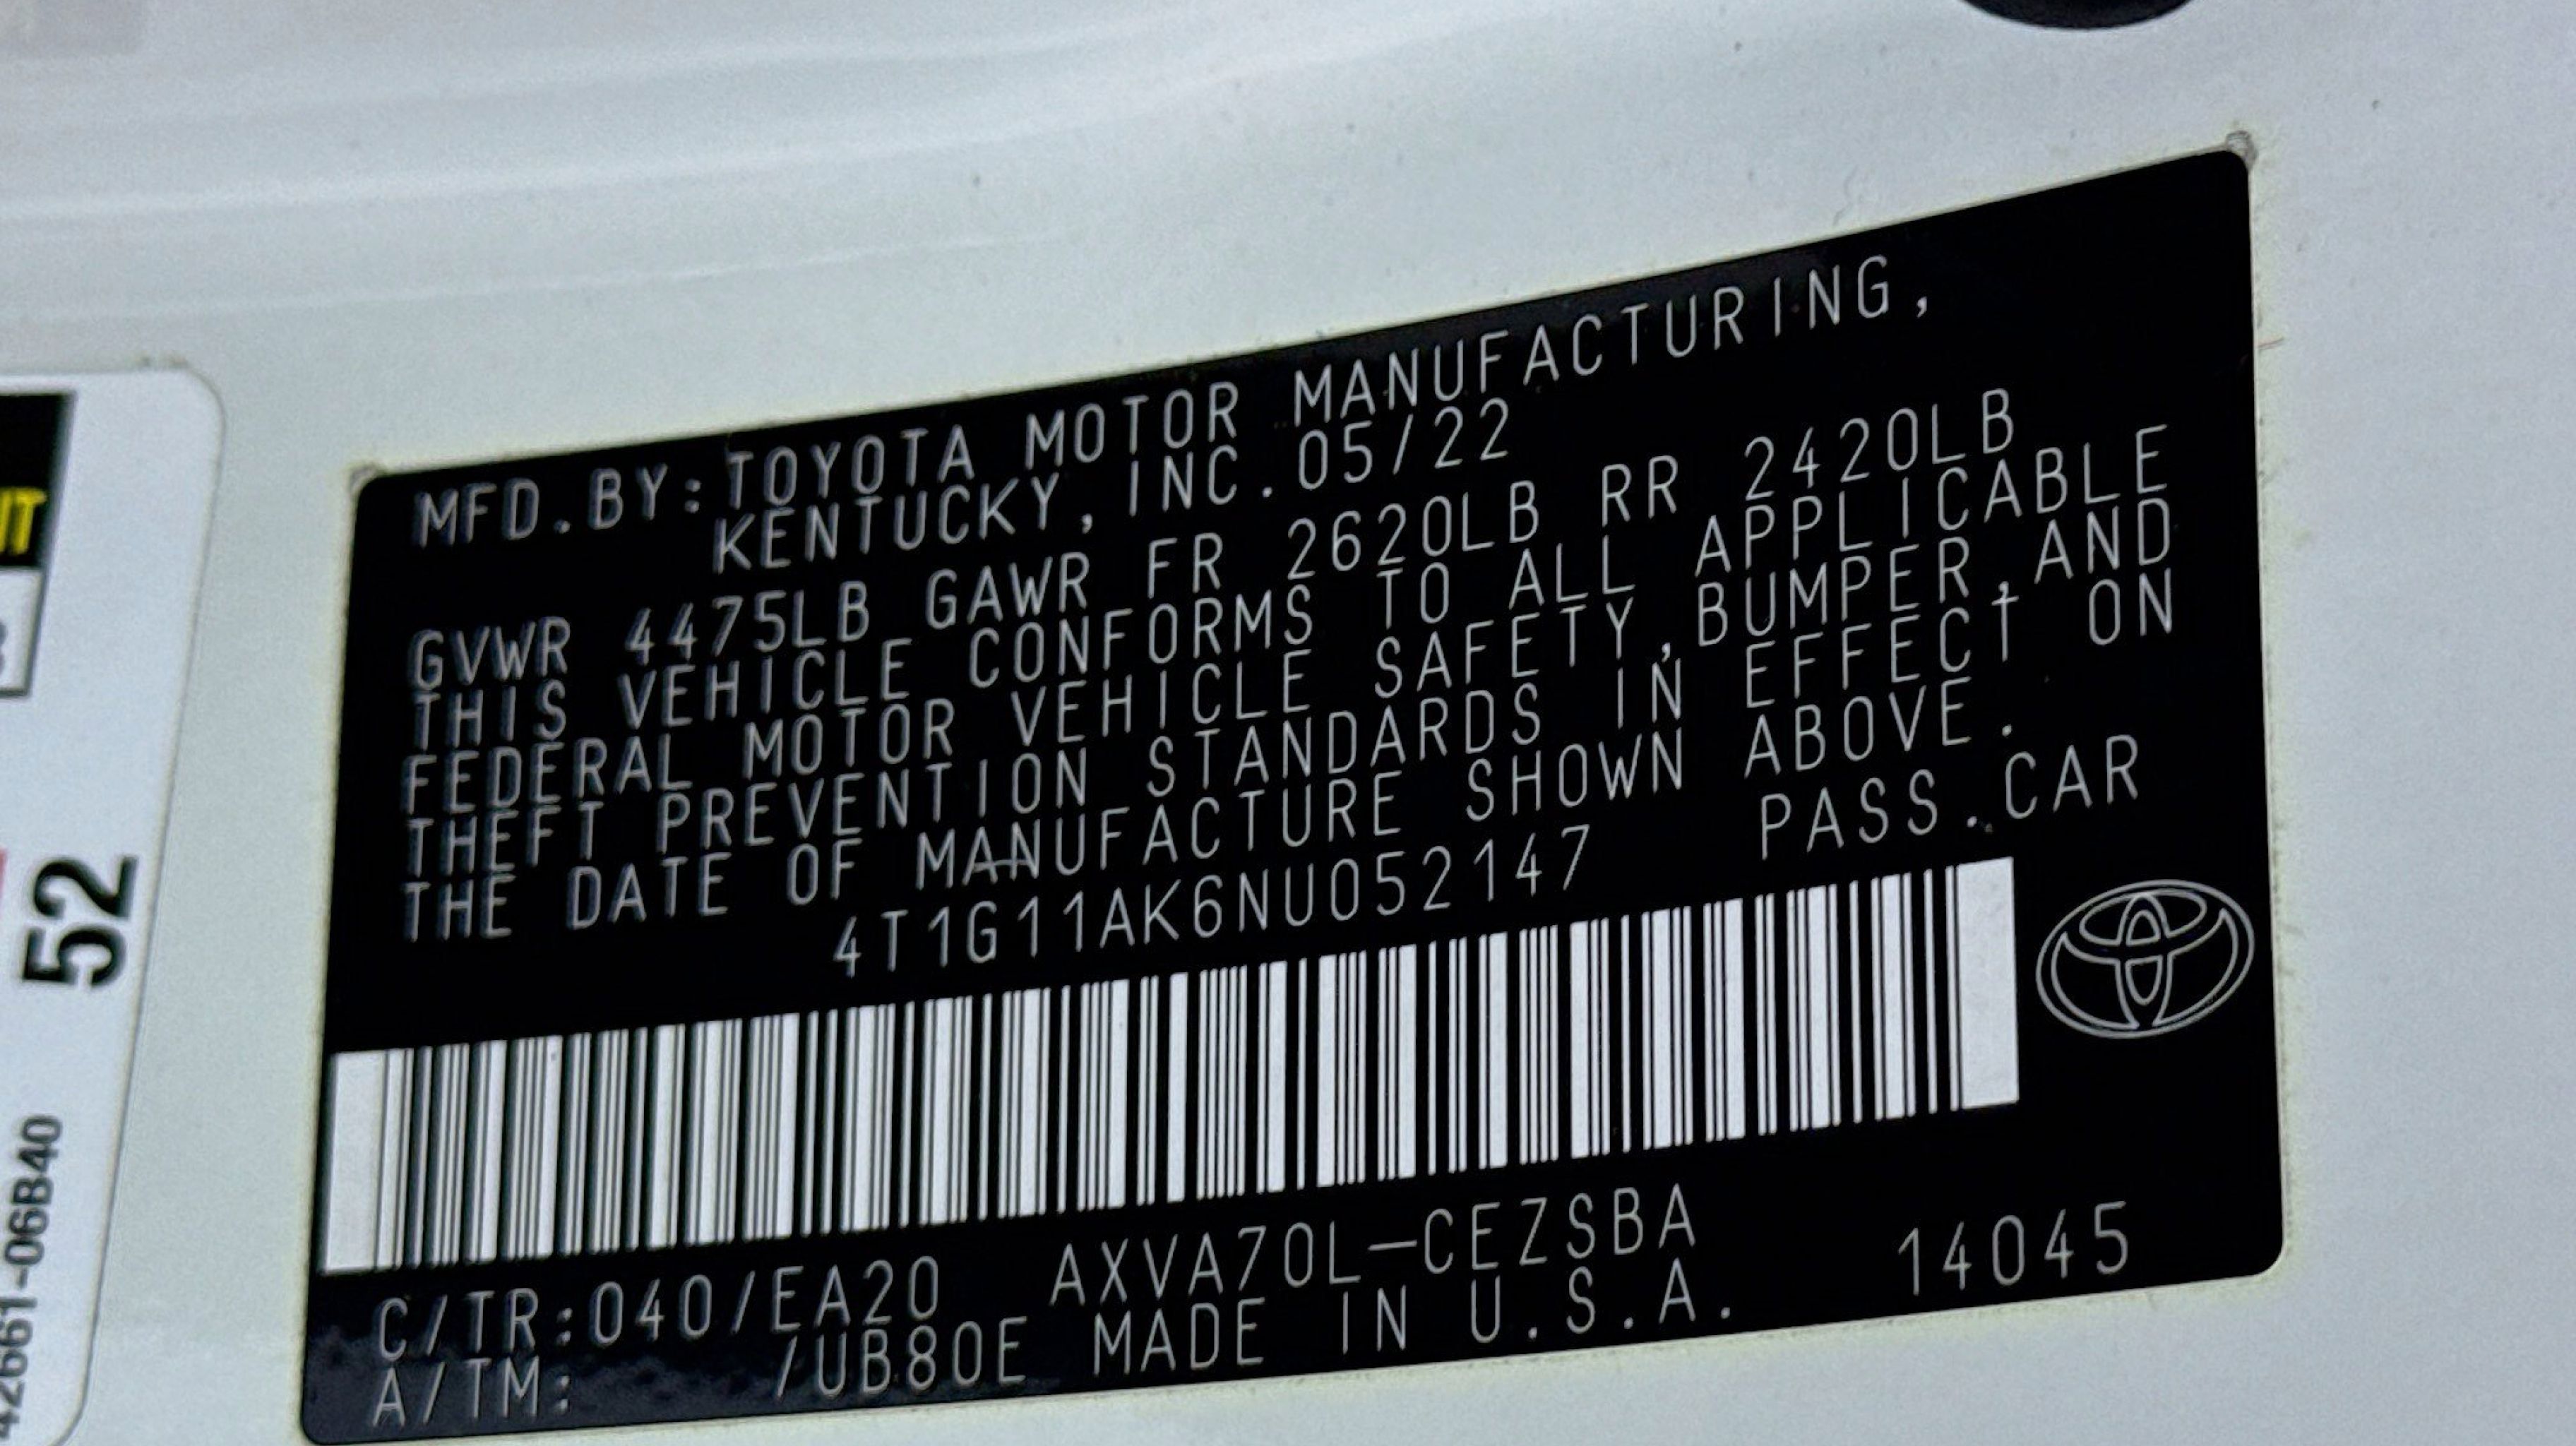 MFD.BY:TOYOTA MOTOR MANUFACTURING,
KENTUCKY, INC.05/22
GVWR 4475LB GAWR FR 2620LB RR 2420LB
THIS VEHICLE CONFORMS TO ALL APPLICABLE
FEDERAL MOTOR VEHICLE SAFETY,BUMPER,AND
THEFT PREVENTION STANDARDS IN EFFECT ON
THE DATE OF MANUFACTURE SHOWN ABOVE.
4T1G11AK6NU052147 PASS.CAR
C/TR:040/EA20 AXVA70L-CEZSBA 14045
A/TM: /UB80E MADE IN U.S.A.
52
42661-06B40